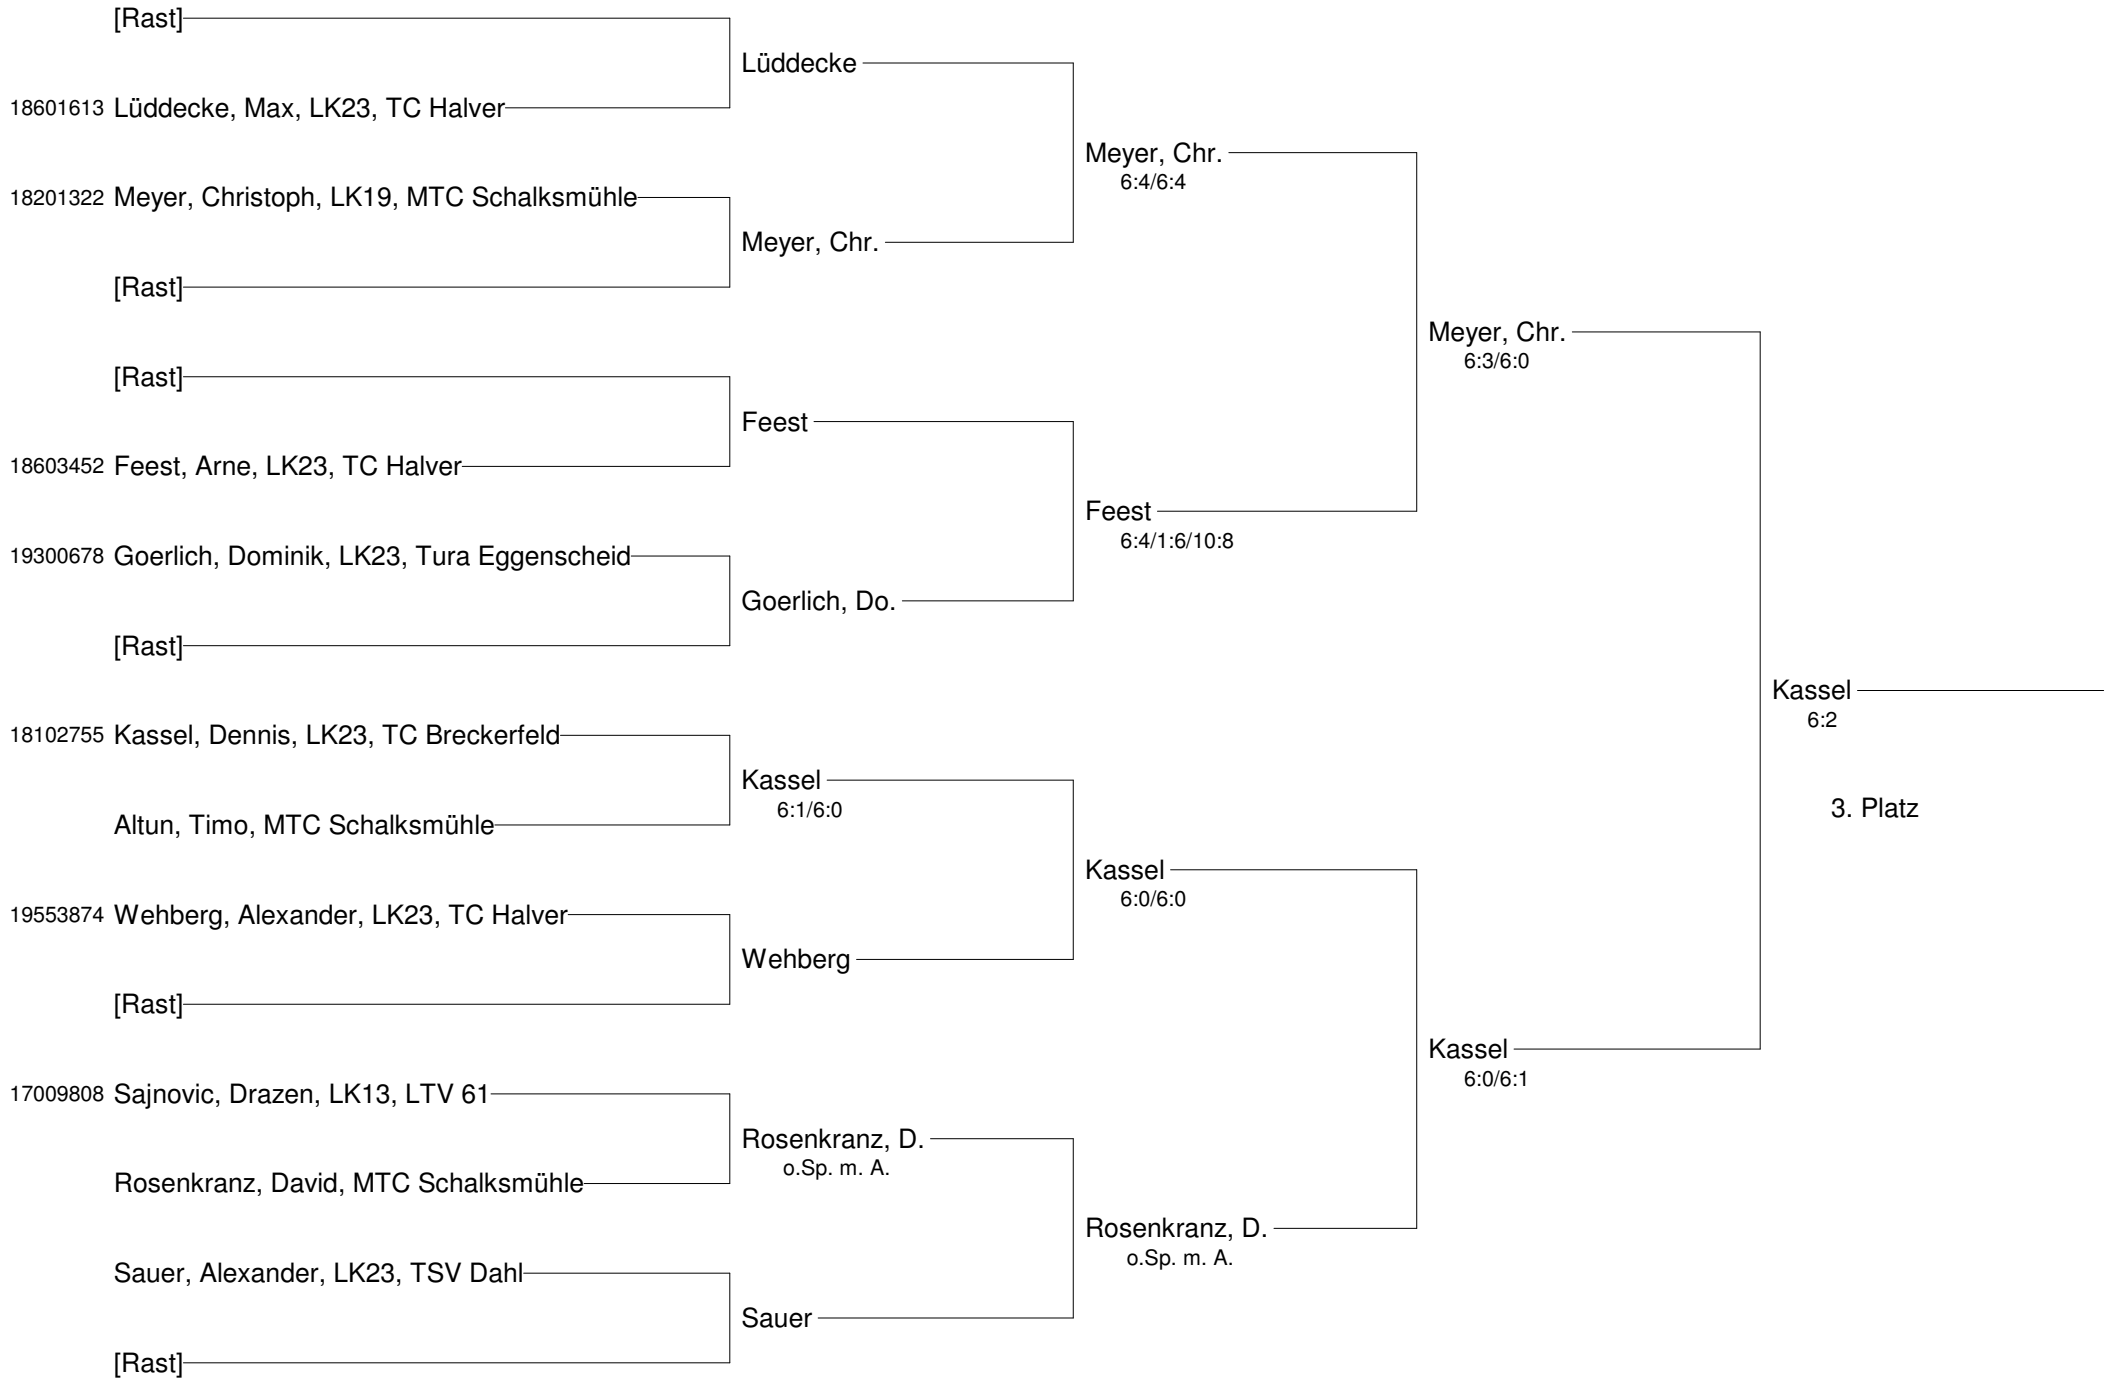 [Rast]
Lüddecke
18601613 Lüddecke, Max, LK23, TC Halver
Meyer, Chr.
6:4/6:4
18201322 Meyer, Christoph, LK19, MTC Schalksmühle
Meyer, Chr.
[Rast]
Meyer, Chr.
6:3/6:0
[Rast]
Feest
18603452 Feest, Arne, LK23, TC Halver
Feest
6:4/1:6/10:8
19300678 Goerlich, Dominik, LK23, Tura Eggenscheid
Goerlich, Do.
[Rast]
Kassel
6:2
18102755 Kassel, Dennis, LK23, TC Breckerfeld
Kassel
6:1/6:0
3. Platz
Altun, Timo, MTC Schalksmühle
Kassel
6:0/6:0
19553874 Wehberg, Alexander, LK23, TC Halver
Wehberg
[Rast]
Kassel
6:0/6:1
17009808 Sajnovic, Drazen, LK13, LTV 61
Rosenkranz, D.
o.Sp. m. A.
Rosenkranz, David, MTC Schalksmühle
Rosenkranz, D.
o.Sp. m. A.
Sauer, Alexander, LK23, TSV Dahl
Sauer
[Rast]